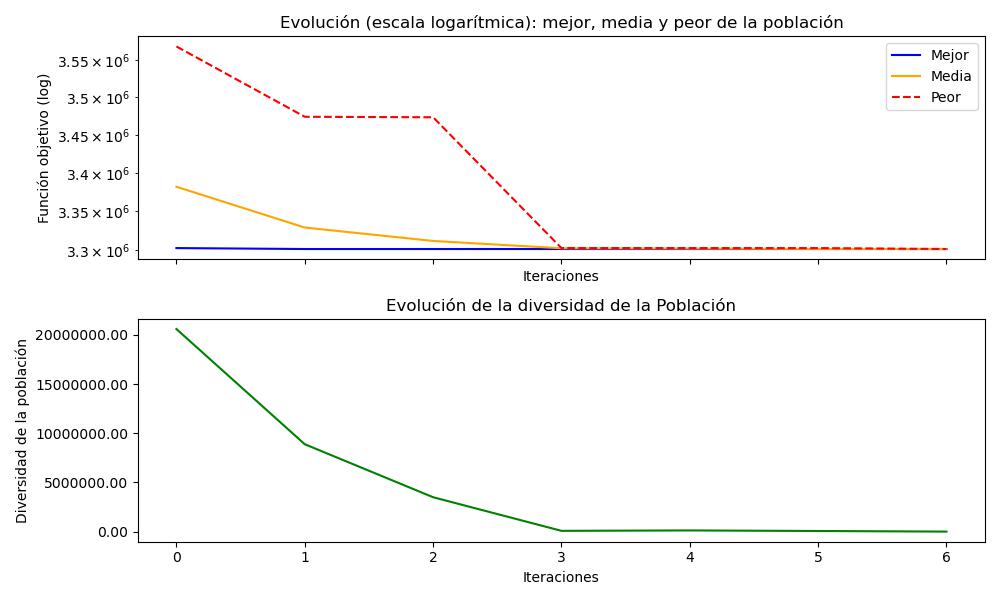 Evolución (escala logarítmica): mejor, media y peor de la población
Función objetivo (log)
3.55 × 10⁶
3.5 × 10⁶
3.45 × 10⁶
3.4 × 10⁶
3.35 × 10⁶
3.3 × 10⁶
Mejor
Media
Peor
Iteraciones
Evolución de la diversidad de la Población
Diversidad de la población
20000000.00
15000000.00
10000000.00
5000000.00
0.00
0 1 2 3 4 5 6
Iteraciones